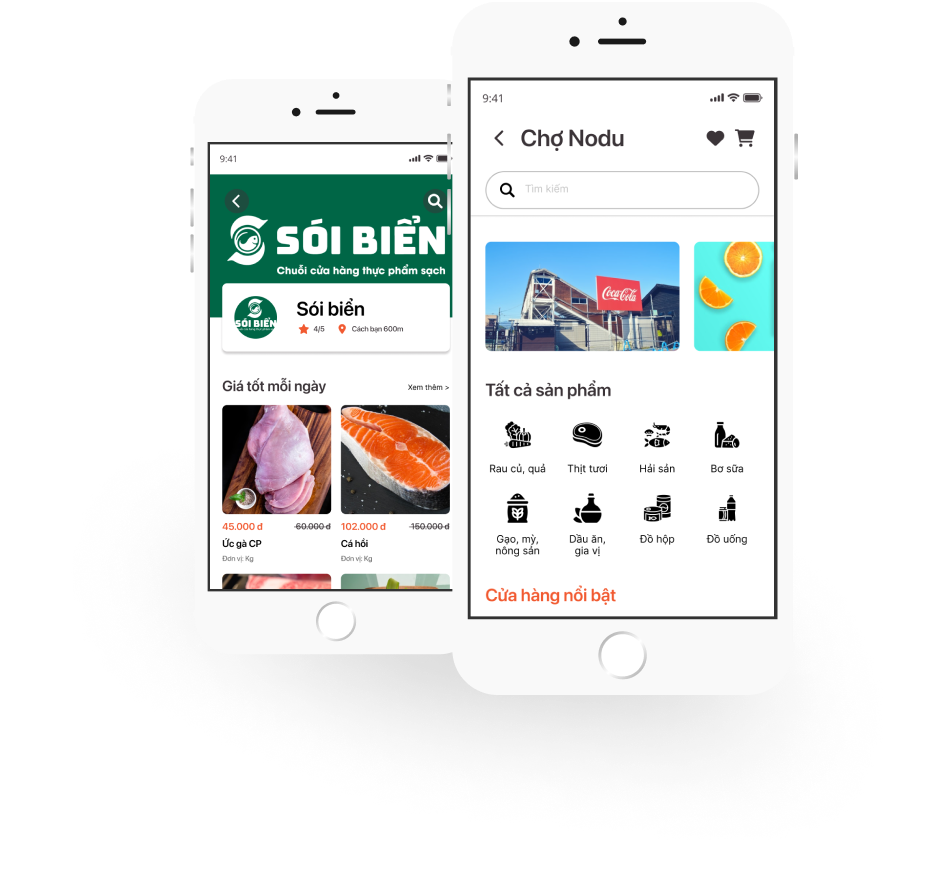 9:41
SÓI BIỂN
Chuỗi cửa hàng thực phẩm sạch
SÓI BIỂN
Sói biển
4/5 Cách bạn 600m
Giá tốt mỗi ngày Xem thêm >
45.000 đ 60.000 đ 102.000 đ 150.000 đ
Ức gà CP Cá hồi
Đơn vị: Kg Đơn vị: Kg
9:41
Chợ Nodu
Tìm kiếm
Coca-Cola
Tất cả sản phẩm
Rau củ, quả Thịt tươi Hải sản Bơ sữa
Gạo, mỳ, Dầu ăn, Đồ hộp Đồ uống
nông sản gia vị
Cửa hàng nổi bật